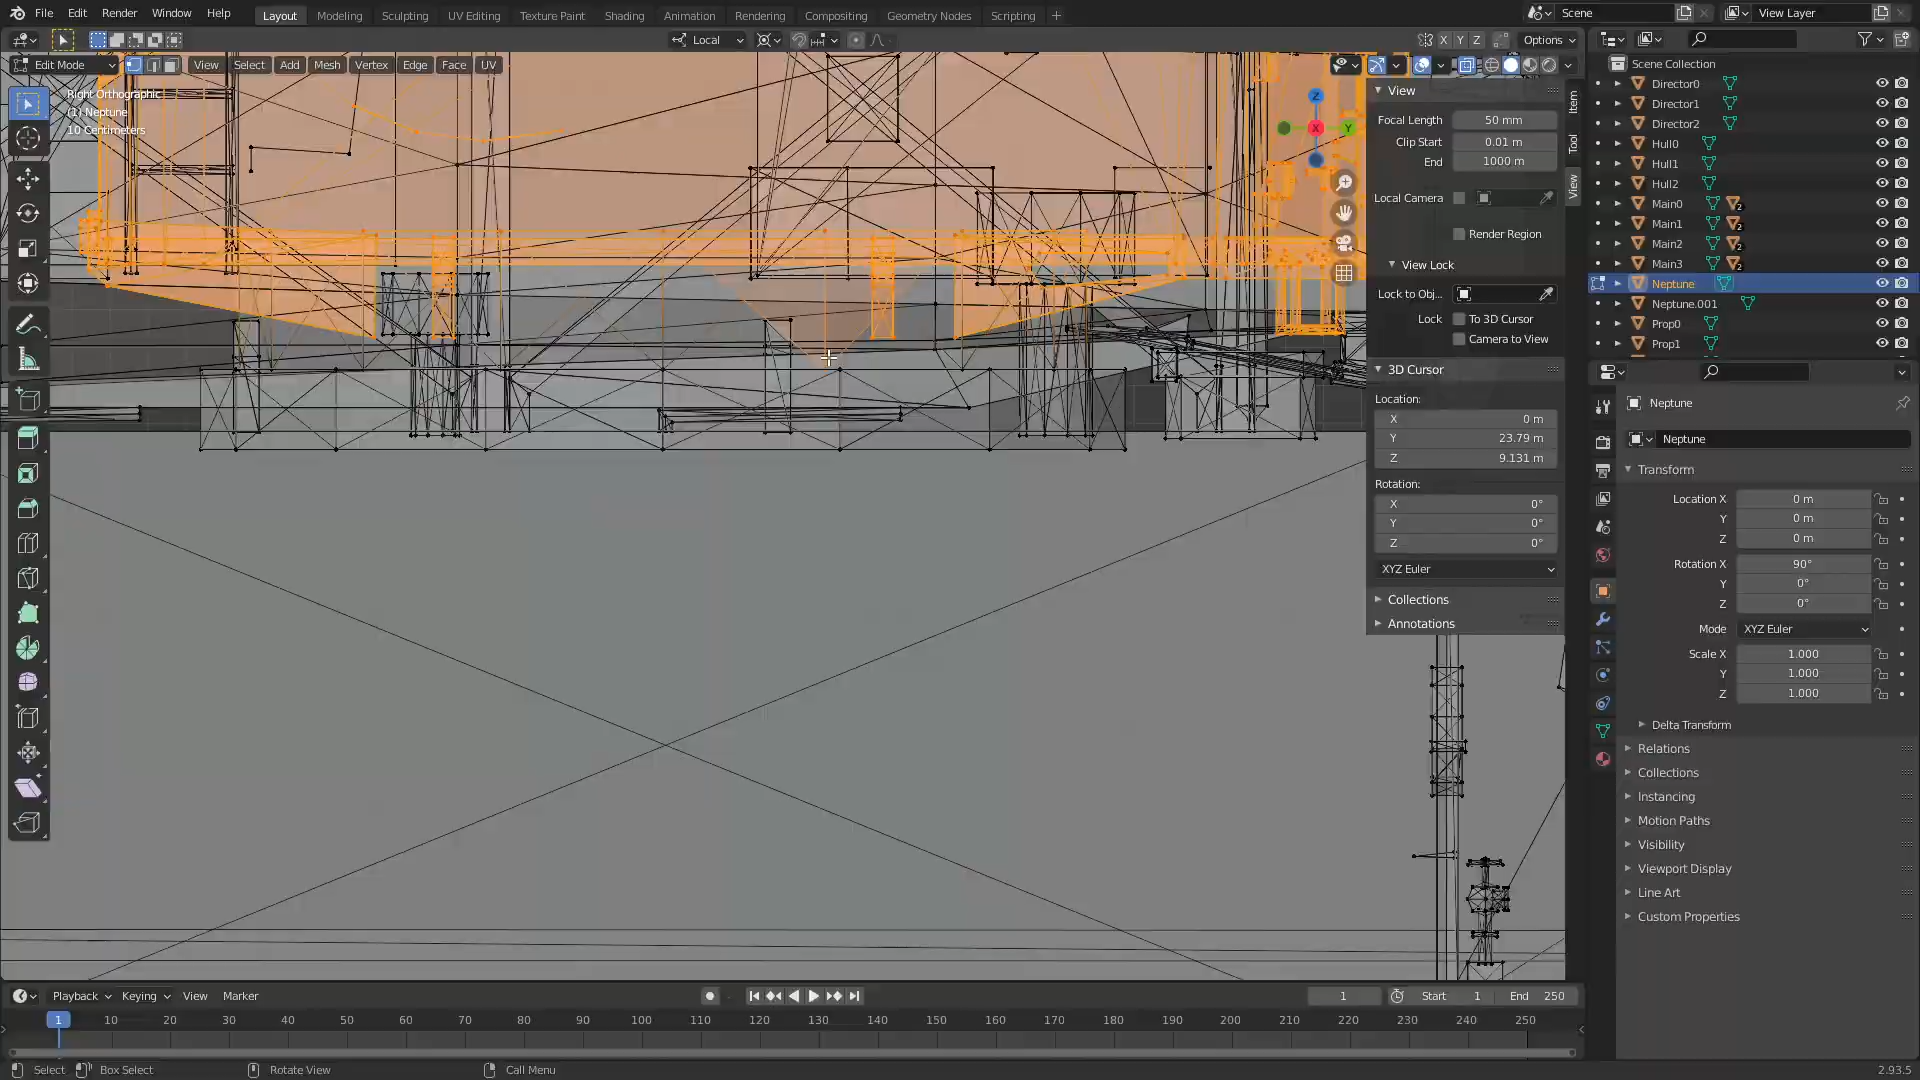 File Edit Render Window Help Layout Modeling Sculpting UV Editing Texture Paint Shading Animation Rendering Compositing Geometry Nodes Scripting + Scene View Layer
Local X Y Z Options
Edit Mode View Select Add Mesh Vertex Edge Face UV
Right Orthographic
(1) Neptune
10 Centimeters
Z
X
Y
View
Focal Length 50 mm
Clip Start 0.01 m
End 1000 m
Local Camera
Render Region
View Lock
Lock to Obj...
Lock To 3D Cursor
Camera to View
3D Cursor
Location:
X 0 m
Y 23.79 m
Z 9.131 m
Rotation:
X 0°
Y 0°
Z 0°
XYZ Euler
Collections
Annotations
Item
Tool
View
Scene Collection
Director0
Director1
Director2
Hull0
Hull1
Hull2
Main0 2
Main1 2
Main2 2
Main3 2
Neptune
Neptune.001
Prop0
Prop1
Neptune
Neptune
Transform
Location X 0 m
Y 0 m
Z 0 m
Rotation X 90°
Y 0°
Z 0°
Mode XYZ Euler
Scale X 1.000
Y 1.000
Z 1.000
Delta Transform
Relations
Collections
Instancing
Motion Paths
Visibility
Viewport Display
Line Art
Custom Properties
Playback Keying View Marker 1 Start 1 End 250
1 10 20 30 40 50 60 70 80 90 100 110 120 130 140 150 160 170 180 190 200 210 220 230 240 250
Select Box Select Rotate View Call Menu 2.93.5